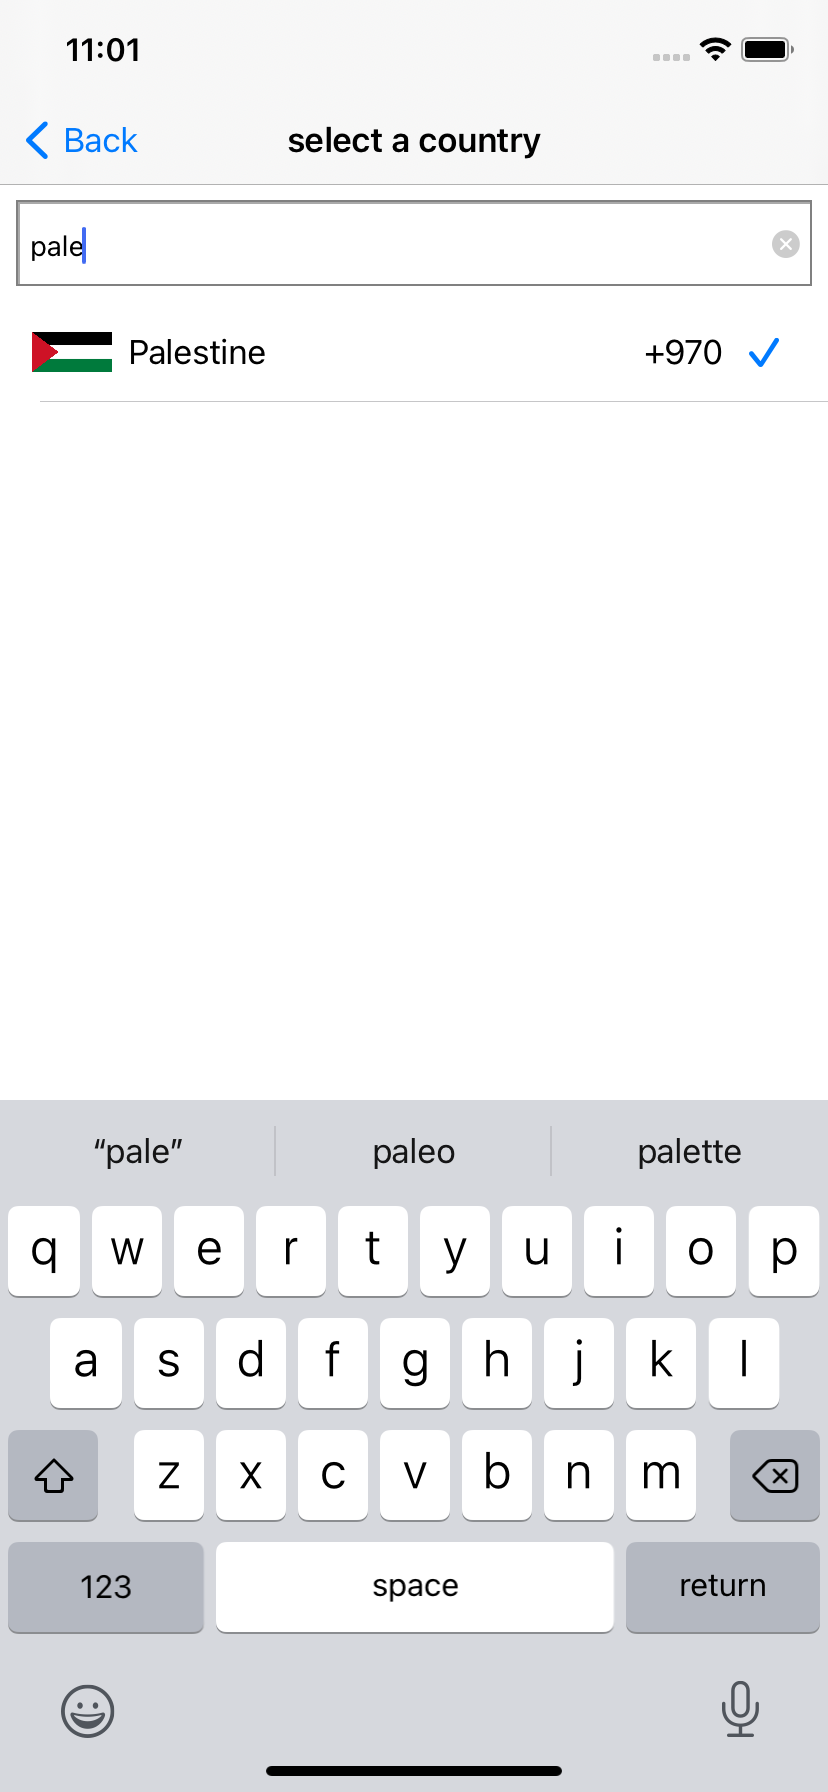 11:01
Back
select a country
pale
Palestine +970
“pale” paleo palette
q w e r t y u i o p
a s d f g h j k l
z x c v b n m
123 space return